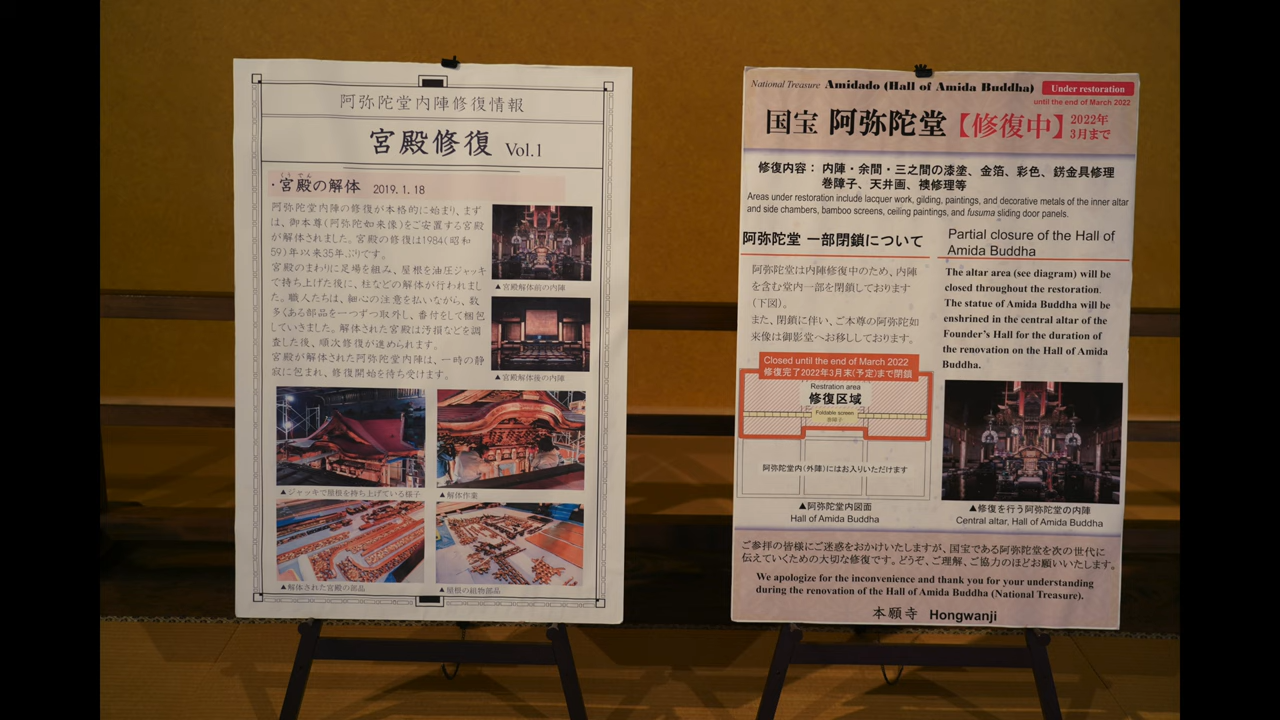 阿弥陀堂内陣修復情報
宮殿修復 Vol.1
くう でん
・宮殿の解体 2019.1.18
阿弥陀堂内陣の修復が本格的に始まり、まず
は、御本尊(阿弥陀如来像)をご安置する宮殿
が解体されました。宮殿の修復は1984(昭和
59)年以来35年ぶりです。
宮殿のまわりに足場を組み、屋根を油圧ジャッキ
で持ち上げた後に、柱などの解体が行われまし
た。職人たちは、細心の注意を払いながら、数
多くある部品を一つずつ取外し、番付をして梱包
していきました。解体された宮殿は汚損などを調
査した後、順次修復が進められます。
宮殿が解体された阿弥陀堂内陣は、一時の静
寂に包まれ、修復開始を待ち受けます。
▲宮殿解体前の内陣
▲宮殿解体後の内陣
▲ジャッキで屋根を持ち上げている様子
▲解体作業
▲解体された宮殿の部品
▲屋根の組物部品
National Treasure Amidado (Hall of Amida Buddha)
Under restoration
until the end of March 2022
国宝 阿弥陀堂【修復中】2022年
3月まで
修復内容: 内陣・余間・三之間の漆塗、金箔、彩色、錺金具修理
巻障子、天井画、襖修理等
Areas under restoration include lacquer work, gilding, paintings, and decorative metals of the inner altar
and side chambers, bamboo screens, ceiling paintings, and fusuma sliding door panels.
阿弥陀堂 一部閉鎖について
阿弥陀堂は内陣修復中のため、内陣
を含む堂内一部を閉鎖しております
(下図)。
また、閉鎖に伴い、ご本尊の阿弥陀如
来像は御影堂へお移ししております。
Partial closure of the Hall of
Amida Buddha
The altar area (see diagram) will be
closed throughout the restoration.
The statue of Amida Buddha will be
enshrined in the central altar of the
Founder's Hall for the duration of
the renovation on the Hall of Amida
Buddha.
Closed until the end of March 2022
修復完了2022年3月末(予定)まで閉鎖
Restration area
修復区域
Foldable screen
阿弥陀堂内(外陣)にはお入りいただけます
▲阿弥陀堂内図面
Hall of Amida Buddha
▲修復を行う阿弥陀堂の内陣
Central altar, Hall of Amida Buddha
ご参拝の皆様にご迷惑をおかけいたしますが、国宝である阿弥陀堂を次の世代に
伝えていくための大切な修復です。どうぞ、ご理解、ご協力のほどお願いいたします。
We apologize for the inconvenience and thank you for your understanding
during the renovation of the Hall of Amida Buddha (National Treasure).
本願寺 Hongwanji